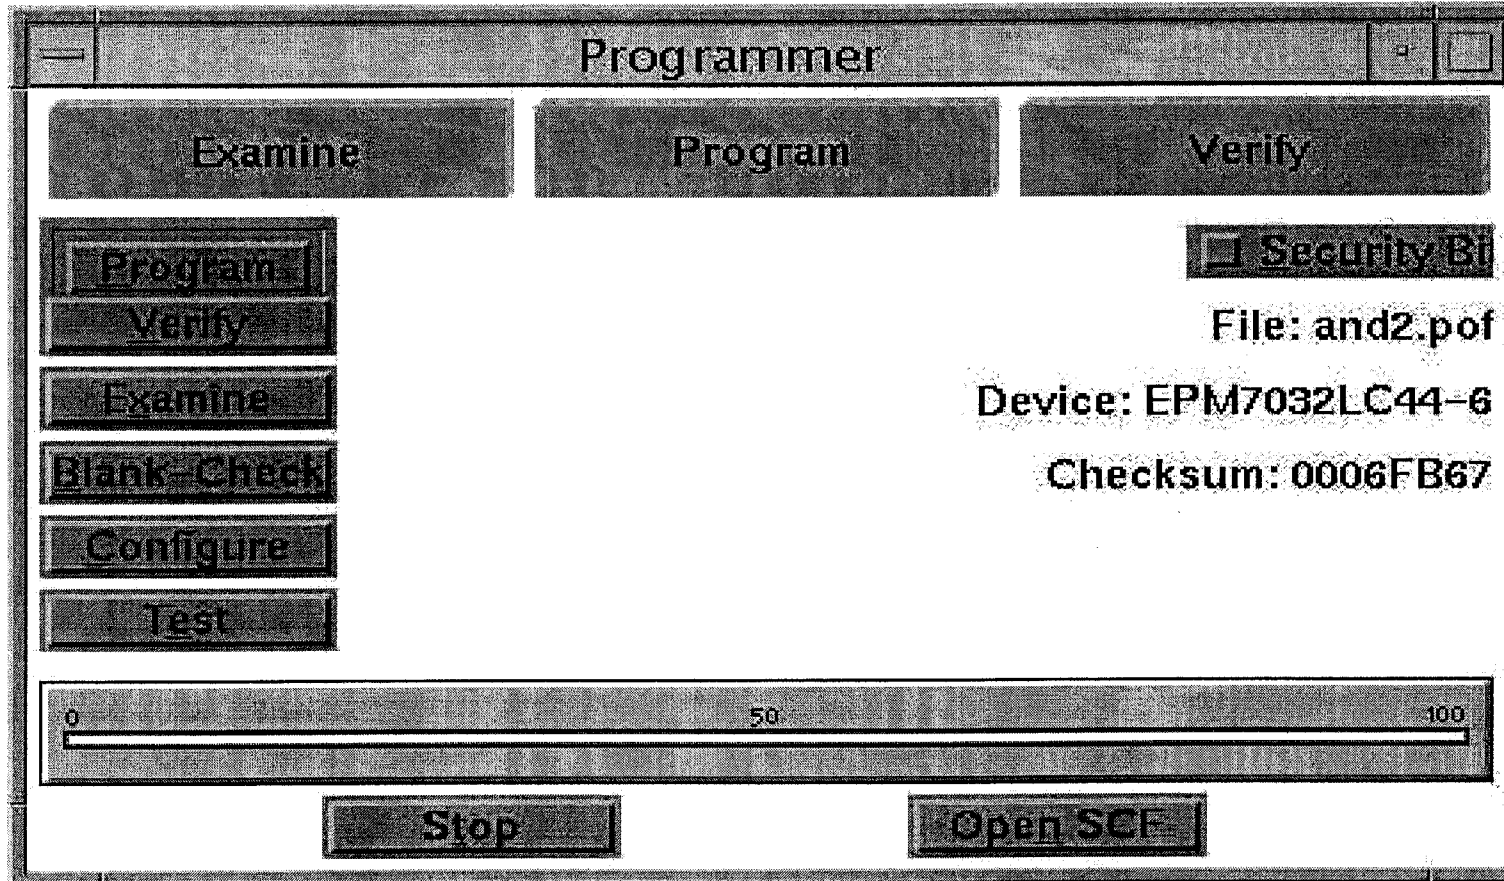 Programmer
Examine Program Verify
Program
Security Bi
Verify
File: and2.pof
Examine
Device: EPM7032LC44-6
Blank-Check
Checksum: 0006FB67
Configure
Test
0 50 100
Stop Open SCF